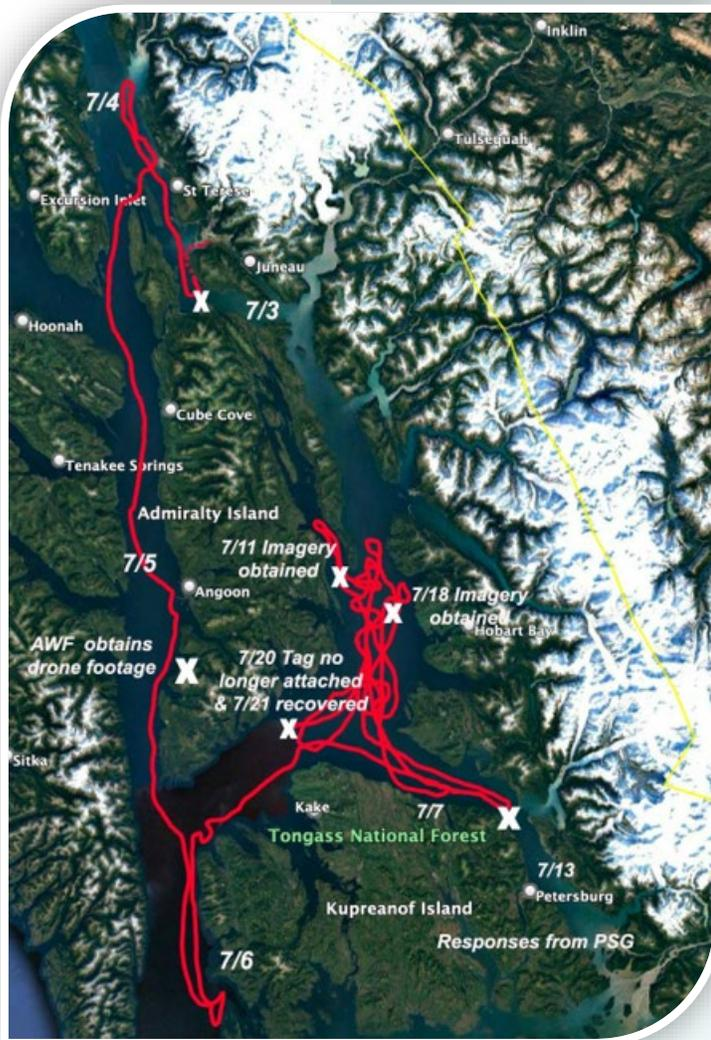 Inklin
7/4
Tulsequah
St Terese
Excursion Inlet
Juneau
7/3
Hoonah
Cube Cove
Tenakee Springs
Admiralty Island
7/11 Imagery
obtained
7/5
Angoon
7/18 Imagery
obtained
Hobart Bay
AWF obtains
drone footage
7/20 Tag no
longer attached
& 7/21 recovered
Sitka
Kake
7/7
Tongass National Forest
7/13
Petersburg
Kupreanof Island
Responses from PSG
7/6
X
X
X
X
X
X